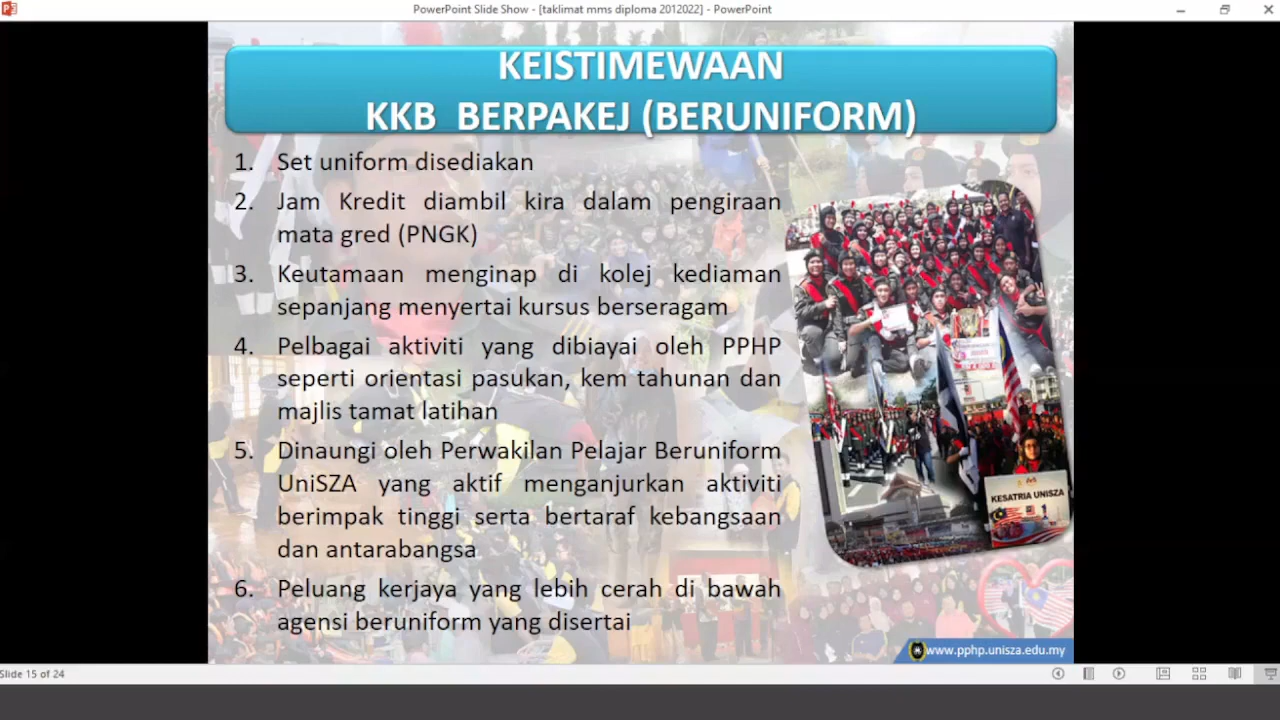 PowerPoint Slide Show - [taklimat mms diploma 2012022] - PowerPoint
KEISTIMEWAAN
KKB BERPAKEJ (BERUNIFORM)
1. Set uniform disediakan
2. Jam Kredit diambil kira dalam pengiraan
mata gred (PNGK)
3. Keutamaan menginap di kolej kediaman
sepanjang menyertai kursus berseragam
4. Pelbagai aktiviti yang dibiayai oleh PPHP
seperti orientasi pasukan, kem tahunan dan
majlis tamat latihan
5. Dinaungi oleh Perwakilan Pelajar Beruniform
UniSZA yang aktif menganjurkan aktiviti
berimpak tinggi serta bertaraf kebangsaan
dan antarabangsa
6. Peluang kerjaya yang lebih cerah di bawah
agensi beruniform yang disertai
KESATRIA UNISZA
www.pphp.unisza.edu.my
Slide 15 of 24